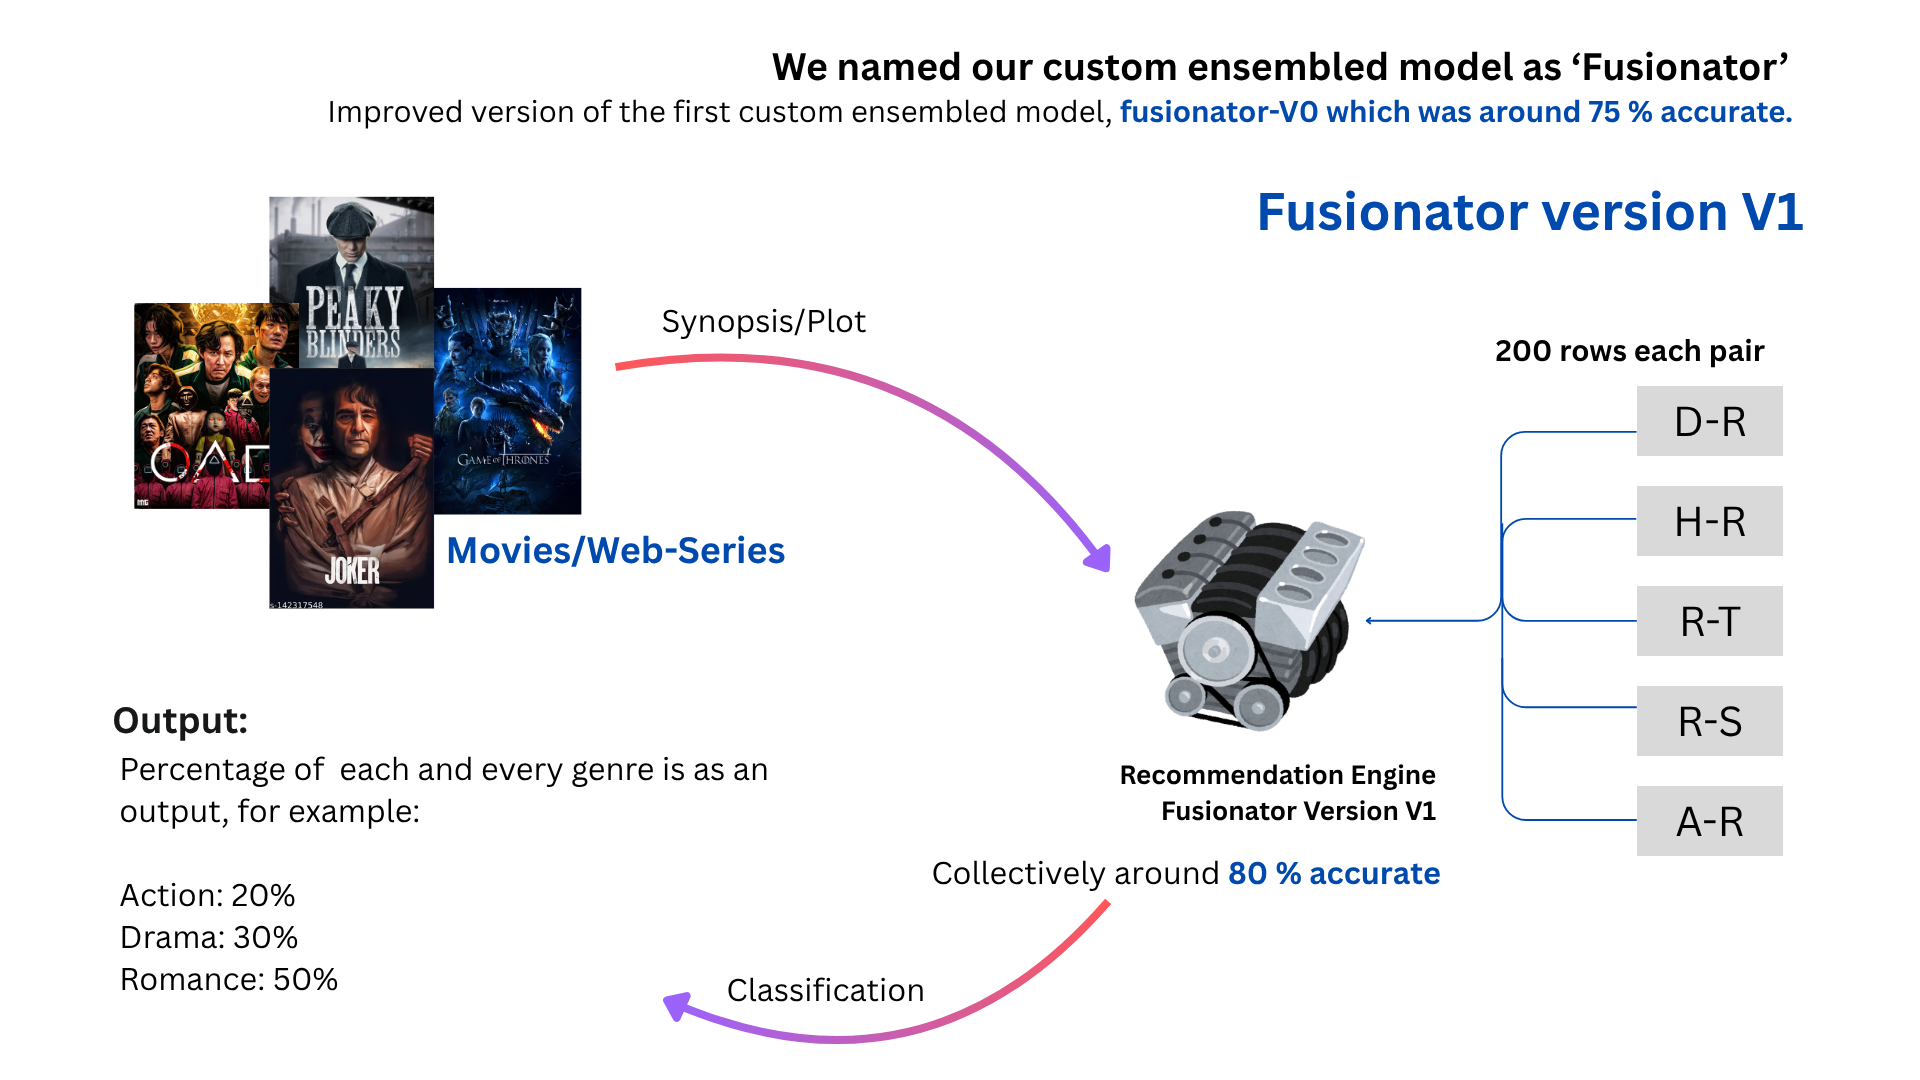 We named our custom ensembled model as ‘Fusionator’
Improved version of the first custom ensembled model, fusionator-V0 which was around 75 % accurate.
Fusionator version V1
PEAKY
BLINDERS
GAME OF THRONES
JOKER
s-142317548
Synopsis/Plot
Movies/Web-Series
200 rows each pair
D-R
H-R
R-T
R-S
A-R
Recommendation Engine
Fusionator Version V1
Collectively around 80 % accurate
Classification
Output:
Percentage of  each and every genre is as an
output, for example:
Action: 20%
Drama: 30%
Romance: 50%